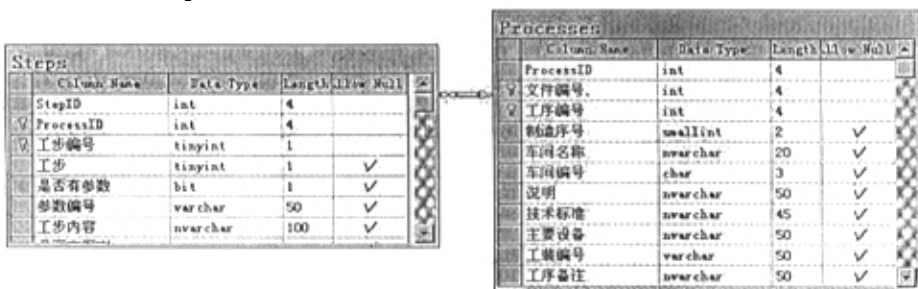 Steps
Column Name Data Type Length llow Null
StepID int 4
ProcessID int 4
工步编号 tinyint 1
工步 tinyint 1
是否有参数 bit 1
参数编号 varchar 50
工步内容 nvarchar 100
Processes
Column Name Data Type Length llow Null
ProcessID int 4
文件编号、 int 4
工序编号 int 4
制造序号 smallint 2
车间名称 nvarchar 20
车间编号 char 3
说明 nvarchar 50
技术标准 nvarchar 45
主要设备 nvarchar 50
工装编号 varchar 50
工序备注 nvarchar 50